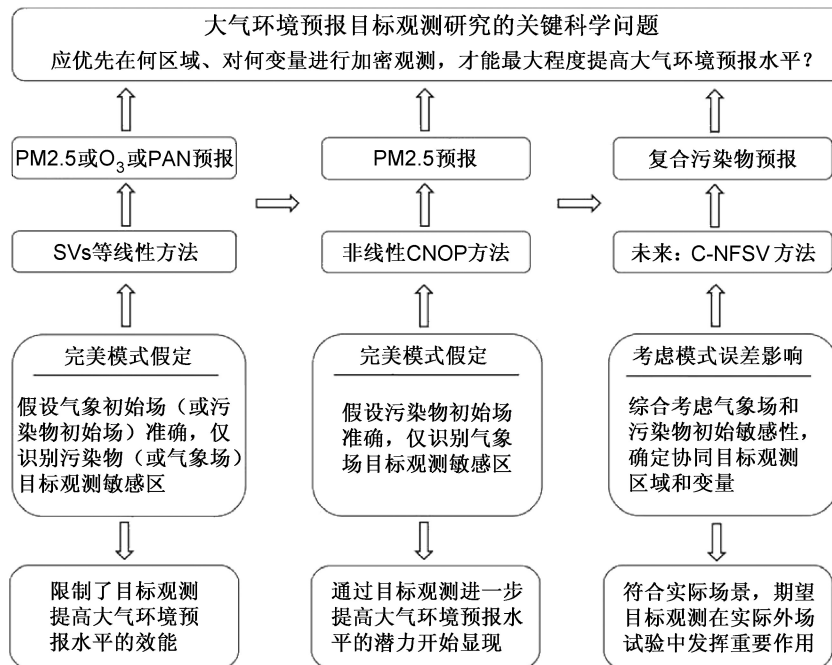 大气环境预报目标观测研究的关键科学问题
应优先在何区域、对何变量进行加密观测，才能最大程度提高大气环境预报水平？
PM2.5或O₃或PAN预报
PM2.5预报
复合污染物预报
SVs等线性方法
非线性CNOP方法
未来：C-NFSV 方法
完美模式假定
假设气象初始场（或污
染物初始场）准确，仅
识别污染物（或气象场）
目标观测敏感区
完美模式假定
假设污染物初始场
准确，仅识别气象
场目标观测敏感区
考虑模式误差影响
综合考虑气象场和
污染物初始敏感性，
确定协同目标观测
区域和变量
限制了目标观测
提高大气环境预
报水平的效能
通过目标观测进一步
提高大气环境预报水
平的潜力开始显现
符合实际场景，期望
目标观测在实际外场
试验中发挥重要作用